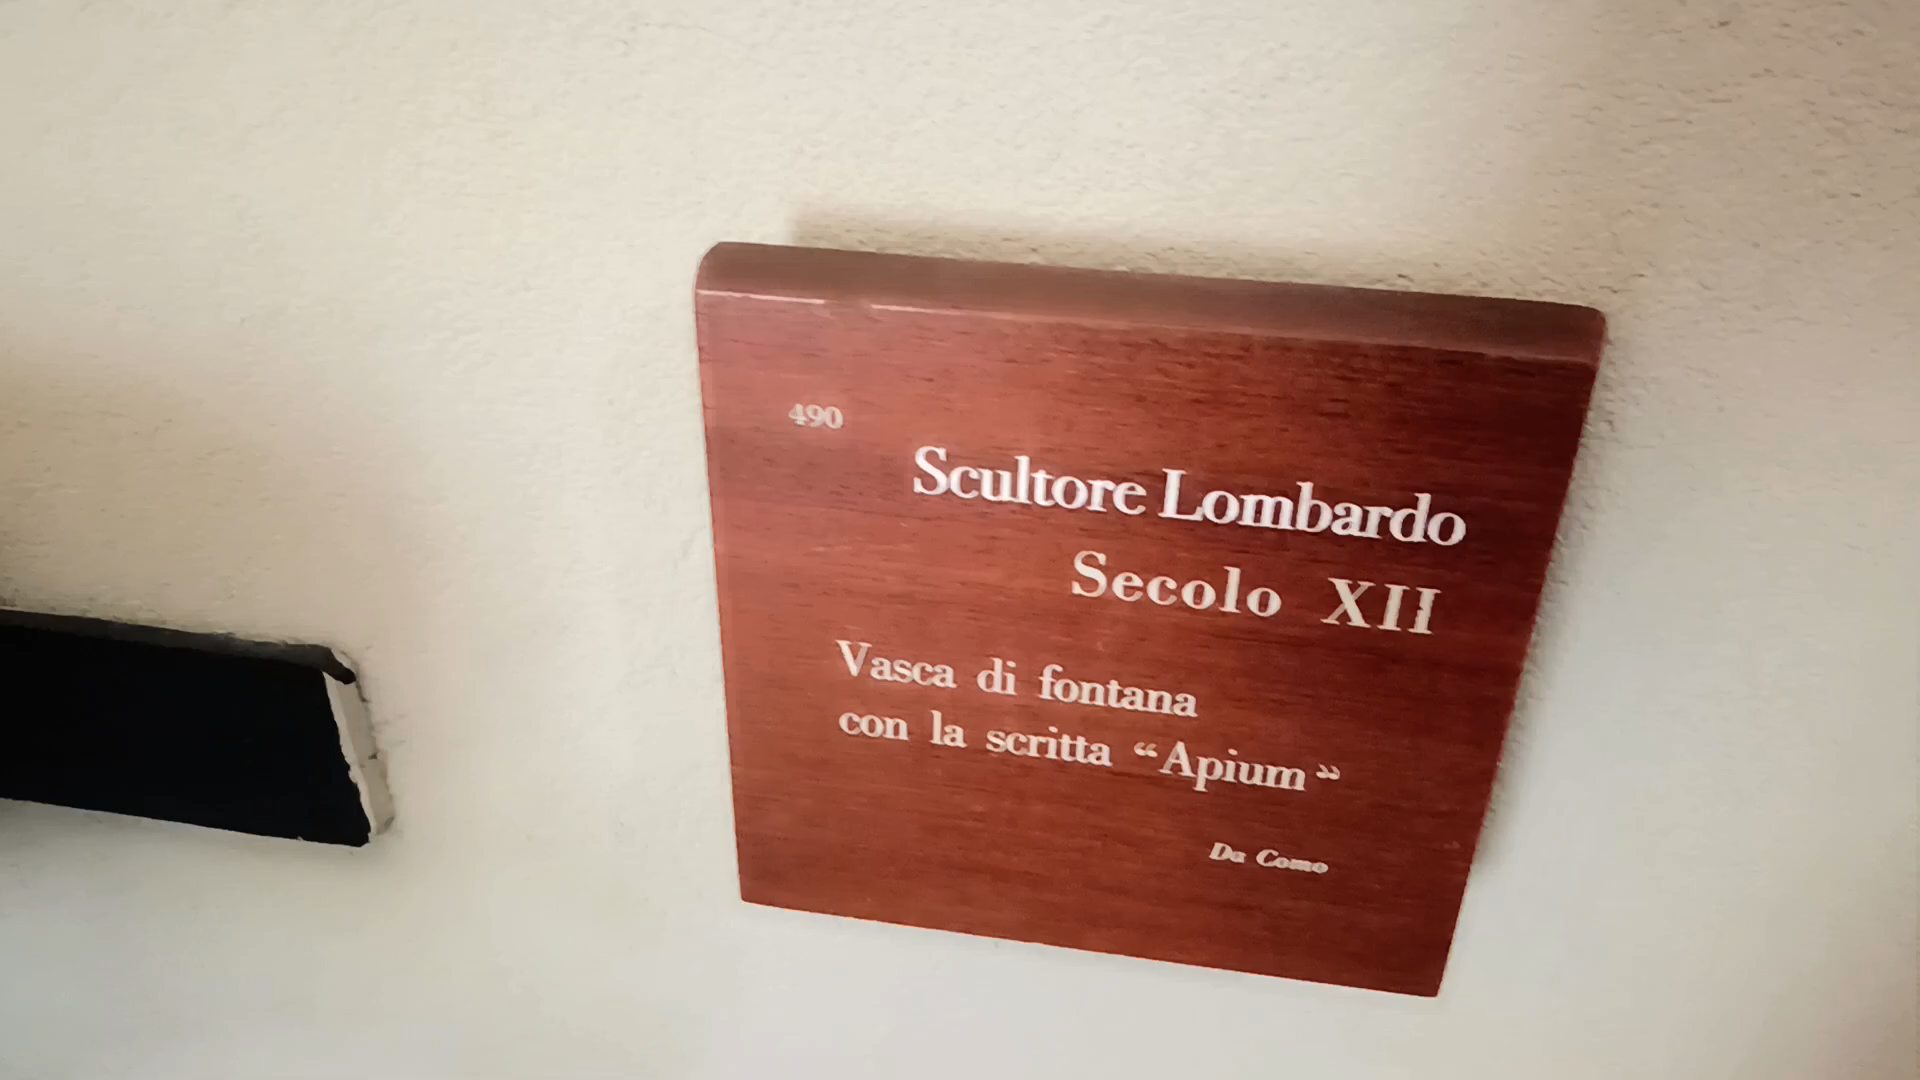 490
Scultore Lombardo
Secolo XII
Vasca di fontana
con la scritta “Apium”
Da Como